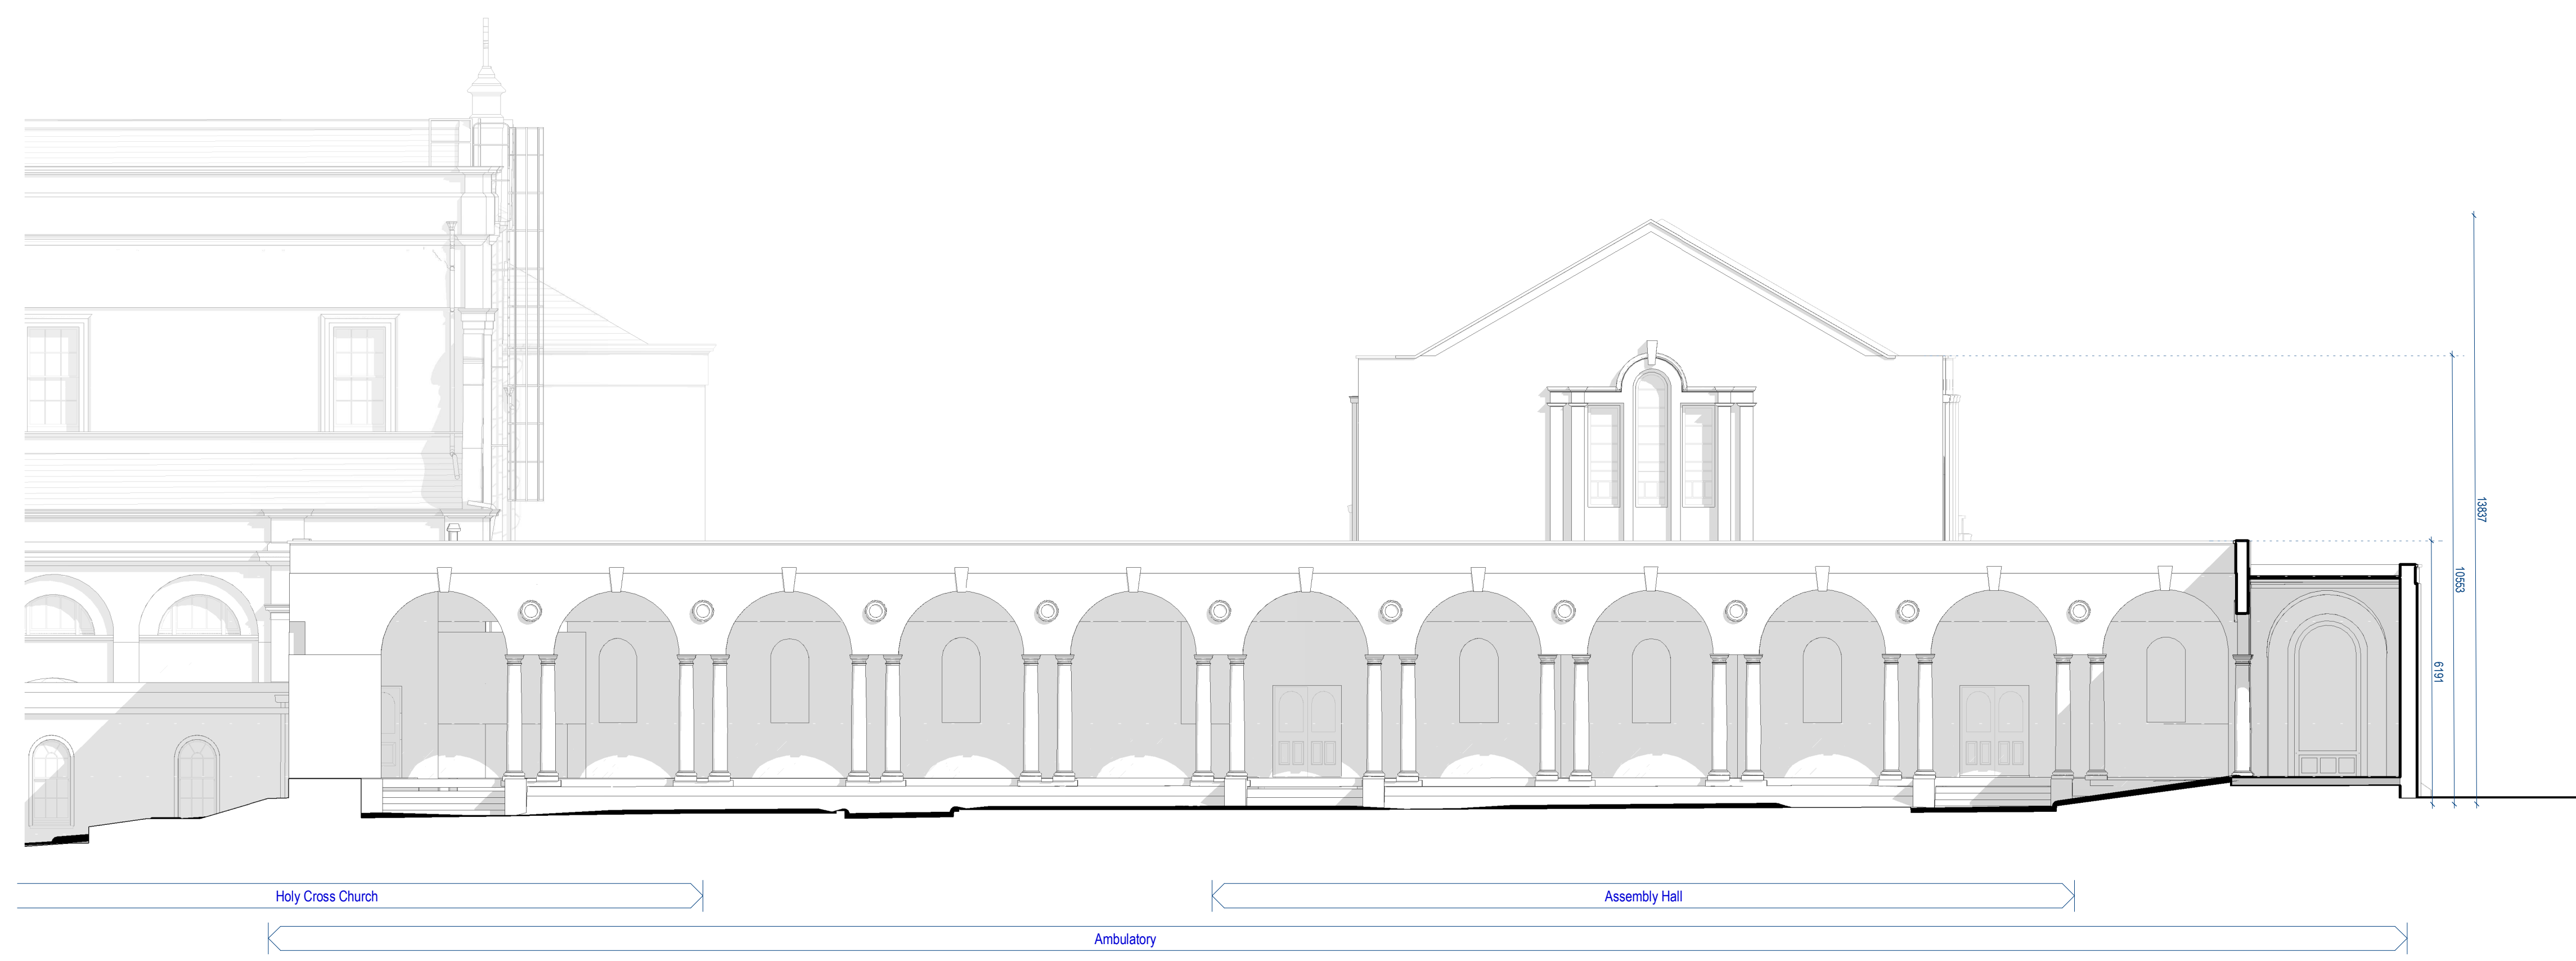 13837
10553
6191
Holy Cross Church
Assembly Hall
Ambulatory